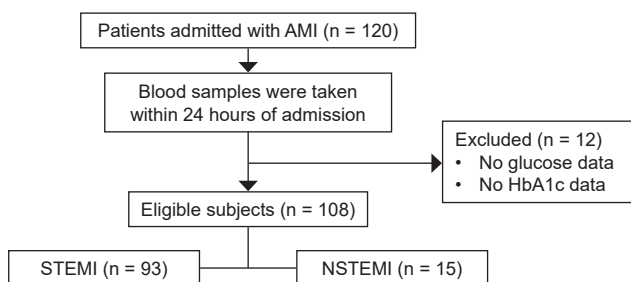 Patients admitted with AMI (n = 120)
Blood samples were taken
within 24 hours of admission
Excluded (n = 12)
• No glucose data
• No HbA1c data
Eligible subjects (n = 108)
STEMI (n = 93)
NSTEMI (n = 15)